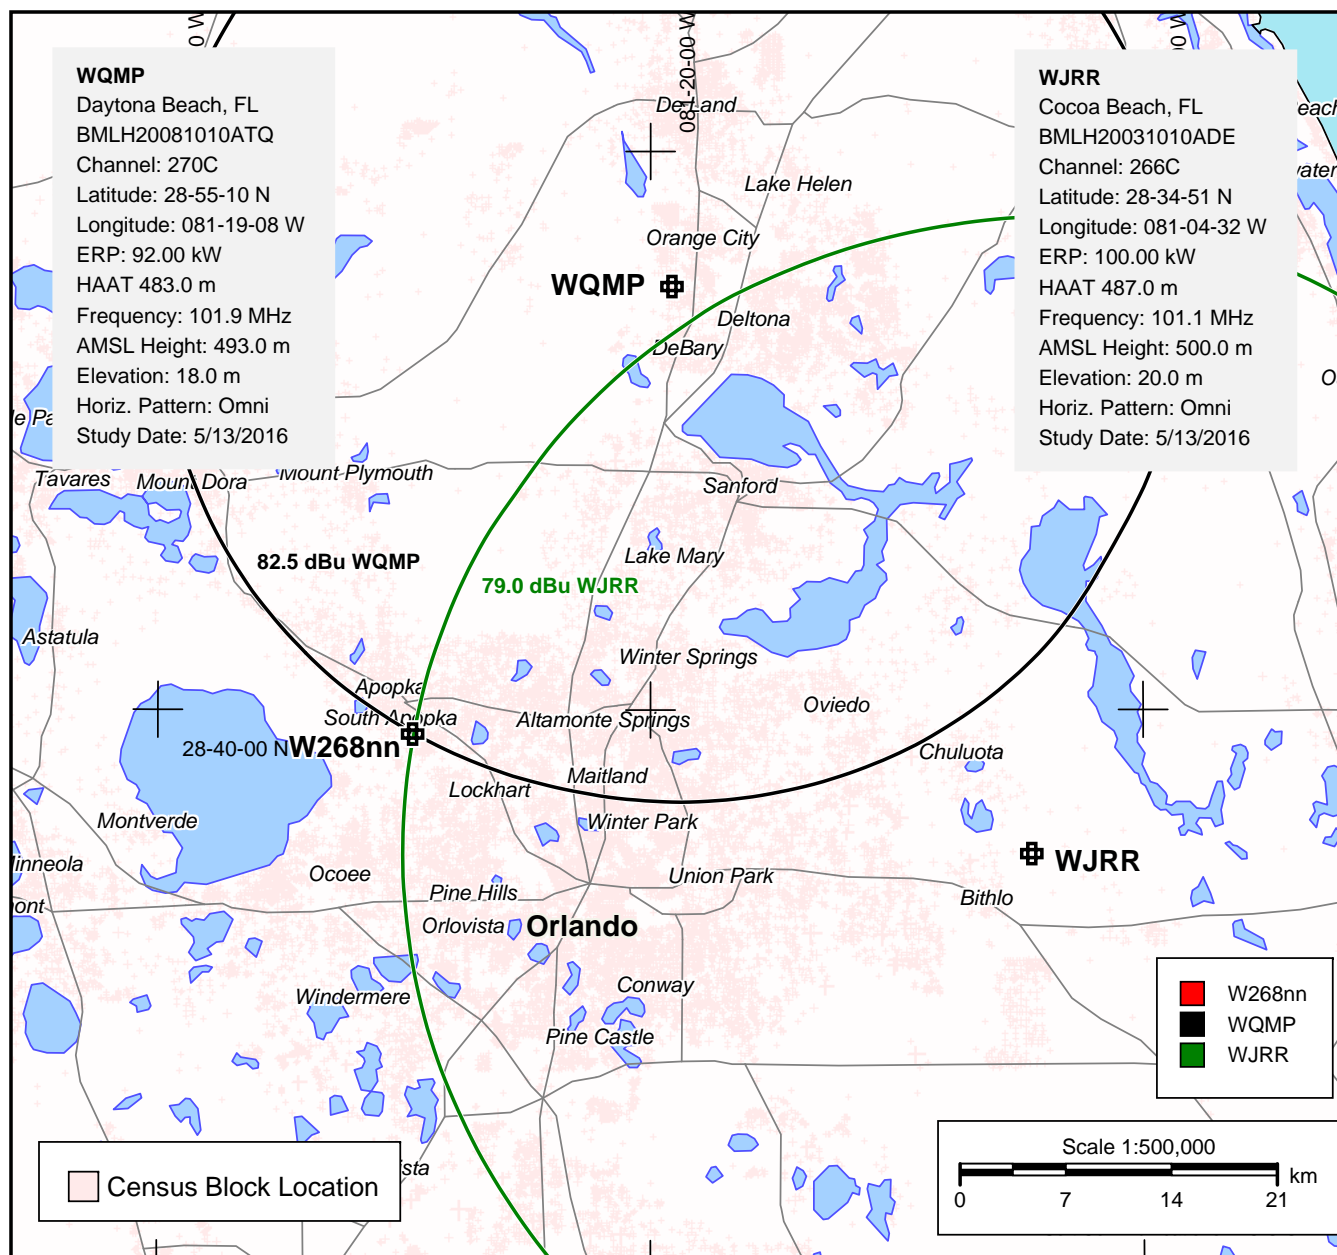 0 W
081-20-00 W
00 W
WQMP
Daytona Beach, FL
BMLH20081010ATQ
Channel: 270C
Latitude: 28-55-10 N
Longitude: 081-19-08 W
ERP: 92.00 kW
HAAT 483.0 m
Frequency: 101.9 MHz
AMSL Height: 493.0 m
Elevation: 18.0 m
Horiz. Pattern: Omni
Study Date: 5/13/2016
WJRR
Cocoa Beach, FL
BMLH20031010ADE
Channel: 266C
Latitude: 28-34-51 N
Longitude: 081-04-32 W
ERP: 100.00 kW
HAAT 487.0 m
Frequency: 101.1 MHz
AMSL Height: 500.0 m
Elevation: 20.0 m
Horiz. Pattern: Omni
Study Date: 5/13/2016
DeLand
Lake Helen
Orange City
WQMP
Deltona
DeBary
Tavares
Mount Dora
Mount Plymouth
Sanford
82.5 dBu WQMP
79.0 dBu WJRR
Lake Mary
Astatula
Winter Springs
Apopka
South Apopka
Altamonte Springs
Oviedo
28-40-00 N
W268nn
Chuluota
Maitland
Lockhart
Montverde
Winter Park
WJRR
Ocoee
Union Park
Pine Hills
Bithlo
Orlovista
Orlando
Conway
Windermere
Pine Castle
W268nn
WQMP
WJRR
Census Block Location
Scale 1:500,000
km
0 7 14 21